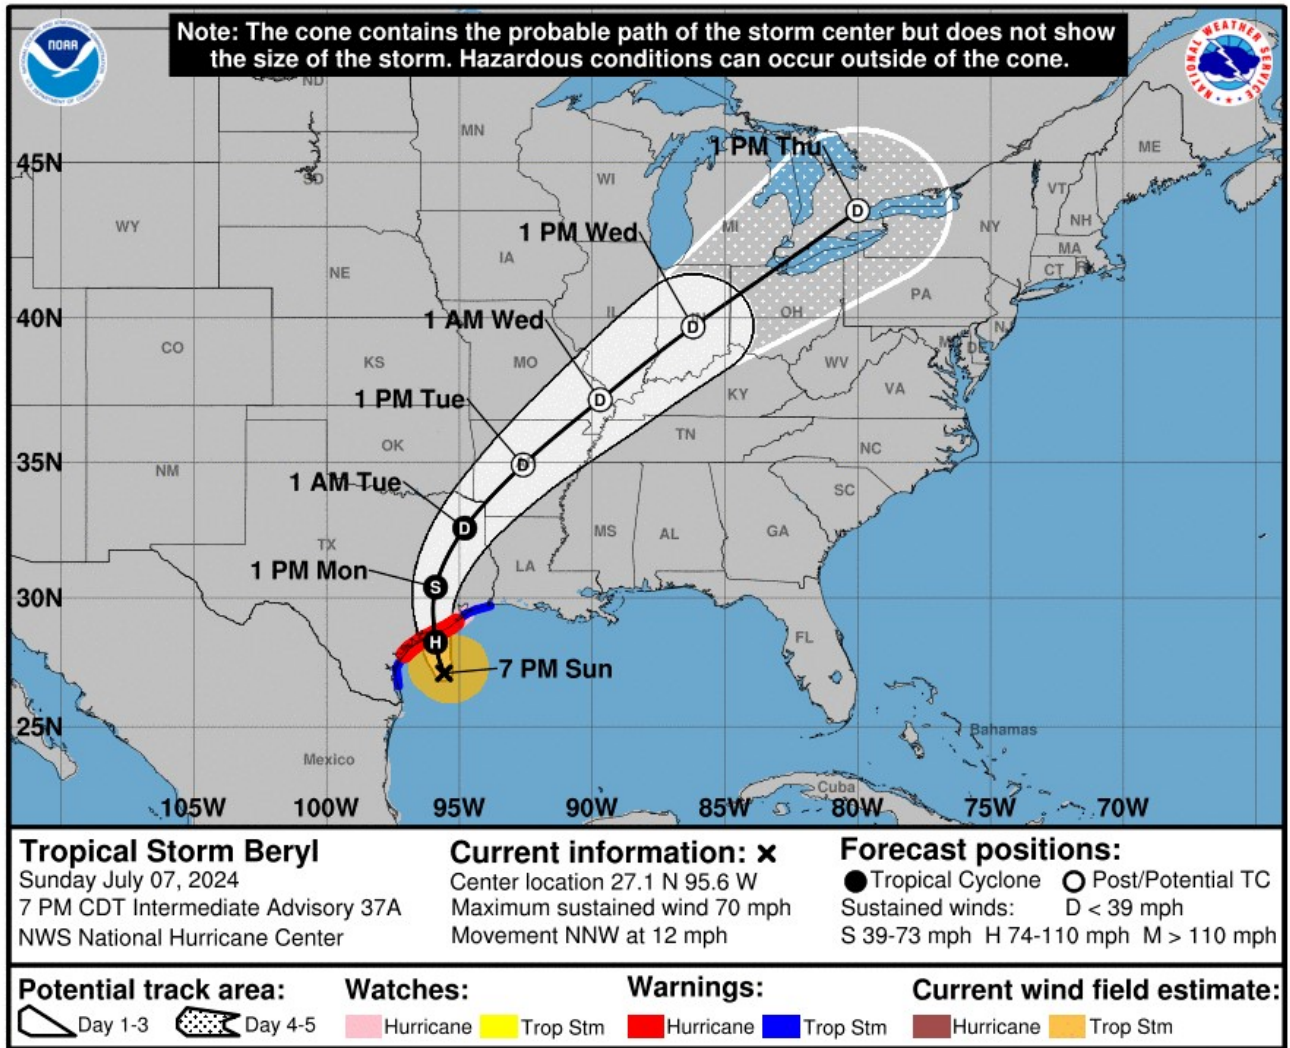 Note: The cone contains the probable path of the storm center but does not show
the size of the storm. Hazardous conditions can occur outside of the cone.
NOAA
NATIONAL WEATHER SERVICE
ND
MN
1 PM Thu
ME
45N
SD
WI
VT
WY
MI
NY
NH
1 PM Wed
D
MA
IA
CT
NE
PA
40N
1 AM Wed
IL
D
OH
CO
KS
MO
WV
DE
VA
1 PM Tue
D
KY
OK
TN
NC
35N
NM
D
1 AM Tue
SC
D
MS
AL
GA
TX
1 PM Mon
S
LA
30N
H
FL
7 PM Sun
25N
Bahamas
Mexico
Cuba
105W 100W 95W 90W 85W 80W 75W 70W
Tropical Storm Beryl
Sunday July 07, 2024
7 PM CDT Intermediate Advisory 37A
NWS National Hurricane Center
Current information: ×
Center location 27.1 N 95.6 W
Maximum sustained wind 70 mph
Movement NNW at 12 mph
Forecast positions:
Tropical Cyclone Post/Potential TC
Sustained winds: D < 39 mph
S 39-73 mph H 74-110 mph M > 110 mph
Potential track area:
Day 1-3 Day 4-5
Watches:
Hurricane Trop Stm
Warnings:
Hurricane Trop Stm
Current wind field estimate:
Hurricane Trop Stm